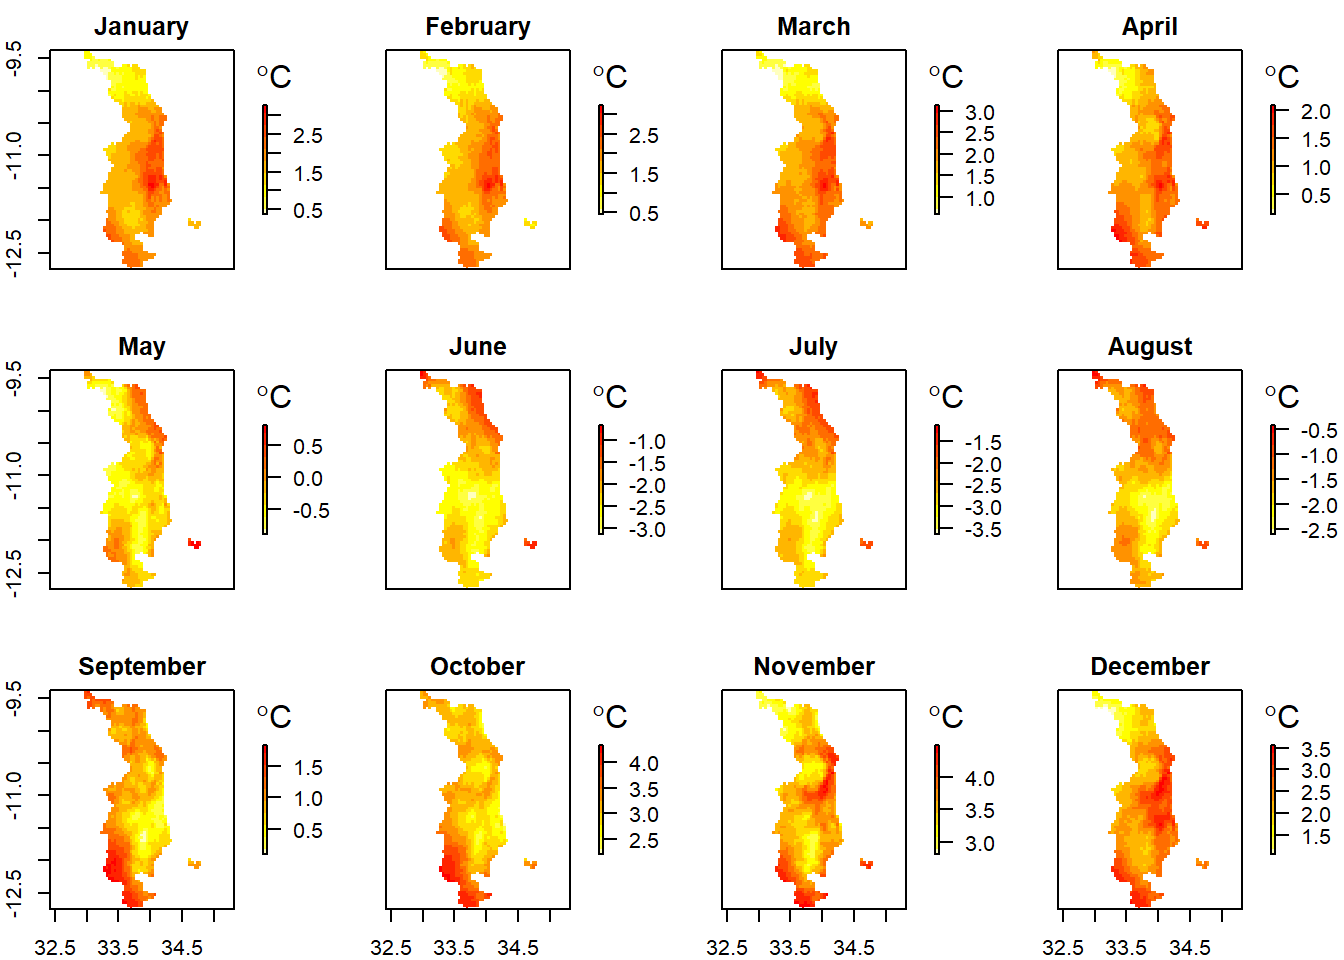 January February March April
°C °C °C °C
-9.5 -11.0 -12.5
2.5 1.5 0.5
2.5 1.5 0.5
3.0 2.5 2.0 1.5 1.0
2.0 1.5 1.0 0.5
May June July August
°C °C °C °C
-9.5 -11.0 -12.5
0.5 0.0 -0.5
-1.0 -1.5 -2.0 -2.5 -3.0
-1.5 -2.0 -2.5 -3.0 -3.5
-0.5 -1.0 -1.5 -2.0 -2.5
September October November December
°C °C °C °C
-9.5 -11.0 -12.5
1.5 1.0 0.5
4.0 3.5 3.0 2.5
4.0 3.5 3.0
3.5 3.0 2.5 2.0 1.5
32.5 33.5 34.5 32.5 33.5 34.5 32.5 33.5 34.5 32.5 33.5 34.5